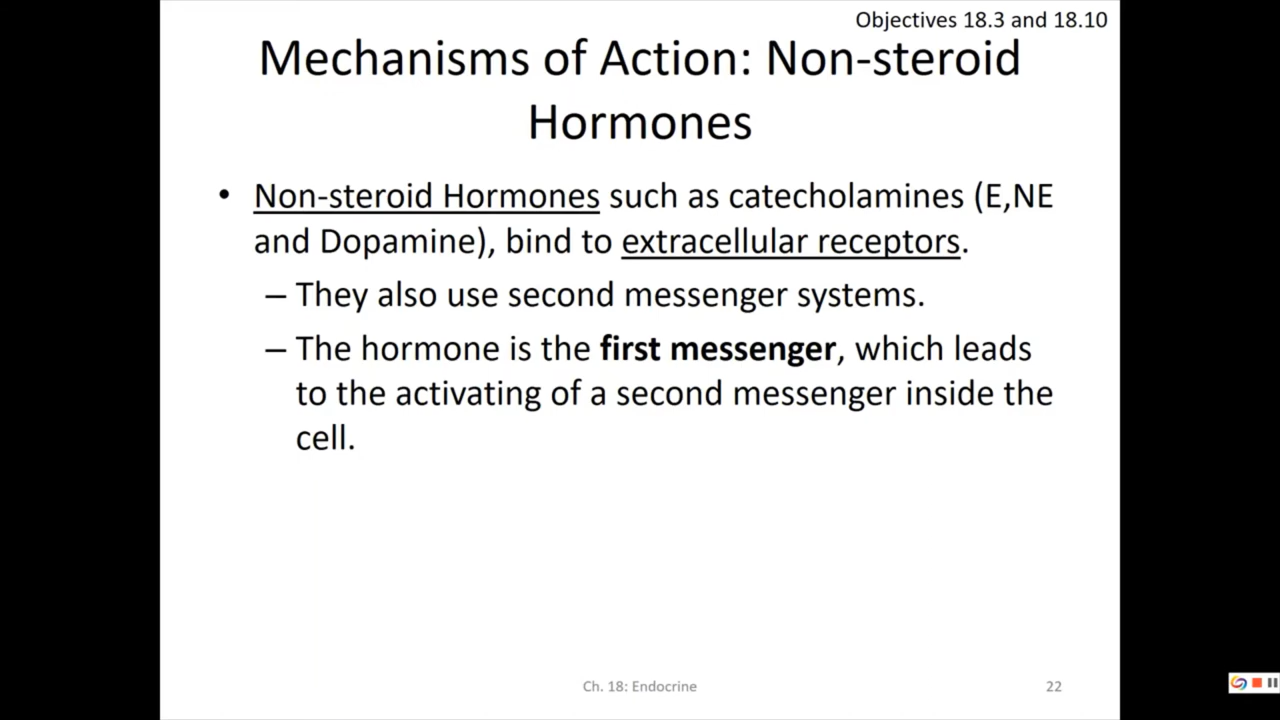 Objectives 18.3 and 18.10
Mechanisms of Action: Non-steroid
Hormones
• Non-steroid Hormones such as catecholamines (E,NE
and Dopamine), bind to extracellular receptors.
– They also use second messenger systems.
– The hormone is the first messenger, which leads
to the activating of a second messenger inside the
cell.
Ch. 18: Endocrine
22